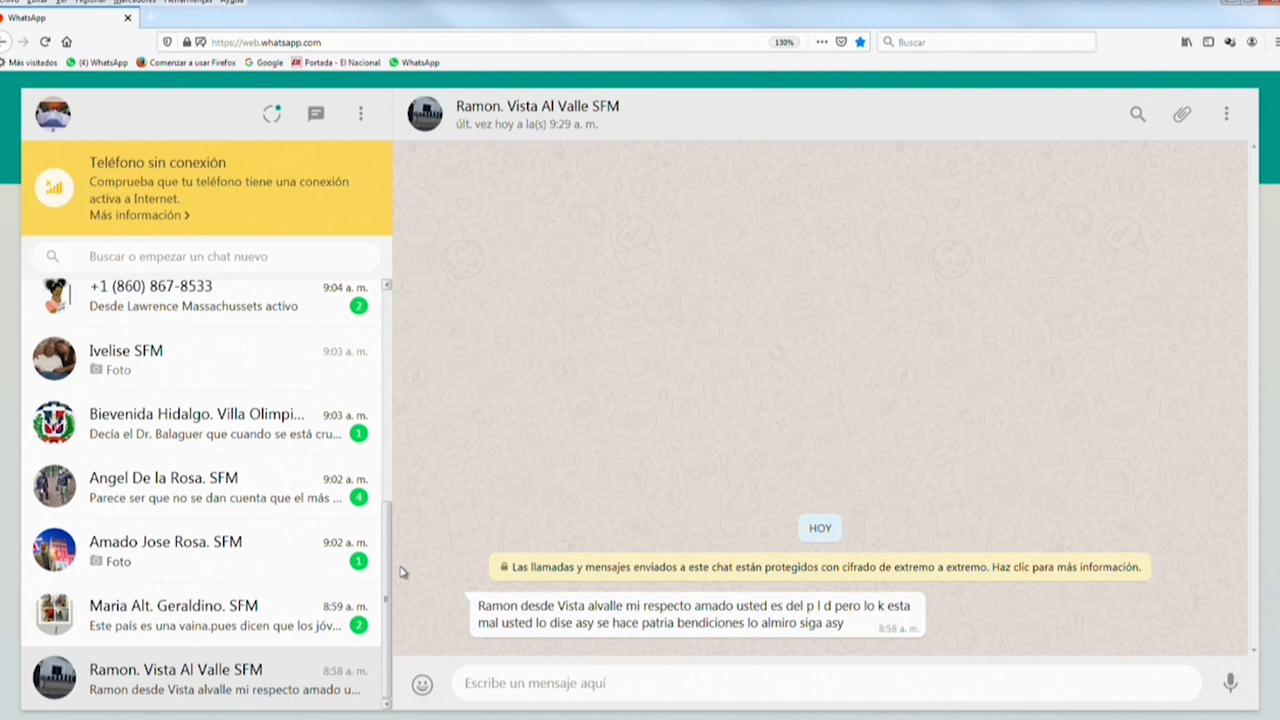 Archivo Editar Ver Historial Marcadores Herramientas Ayuda
WhatsApp
https://web.whatsapp.com
130%
Buscar
Más visitados
(4) WhatsApp
Comenzar a usar Firefox
Google
Portada - El Nacional
WhatsApp
Ramon. Vista Al Valle SFM
últ. vez hoy a la(s) 9:29 a. m.
Teléfono sin conexión
Comprueba que tu teléfono tiene una conexión
activa a Internet.
Más información
Buscar o empezar un chat nuevo
+1 (860) 867-8533
9:04 a. m.
Desde Lawrence Massachussets activo
2
Ivelise SFM
9:03 a. m.
Foto
Bievenida Hidalgo. Villa Olimpi...
9:03 a. m.
Decía el Dr. Balaguer que cuando se está cru...
1
Angel De la Rosa. SFM
9:02 a. m.
Parece ser que no se dan cuenta que el más ...
4
Amado Jose Rosa. SFM
9:02 a. m.
Foto
1
Maria Alt. Geraldino. SFM
8:59 a. m.
Este país es una vaina.pues dicen que los jóv...
2
Ramon. Vista Al Valle SFM
8:58 a. m.
Ramon desde Vista alvalle mi respecto amado u...
HOY
Las llamadas y mensajes enviados a este chat están protegidos con cifrado de extremo a extremo. Haz clic para más información.
Ramon desde Vista alvalle mi respecto amado usted es del p l d pero lo k esta
mal usted lo dise asy se hace patria bendiciones lo almiro siga asy
8:58 a. m.
Escribe un mensaje aquí